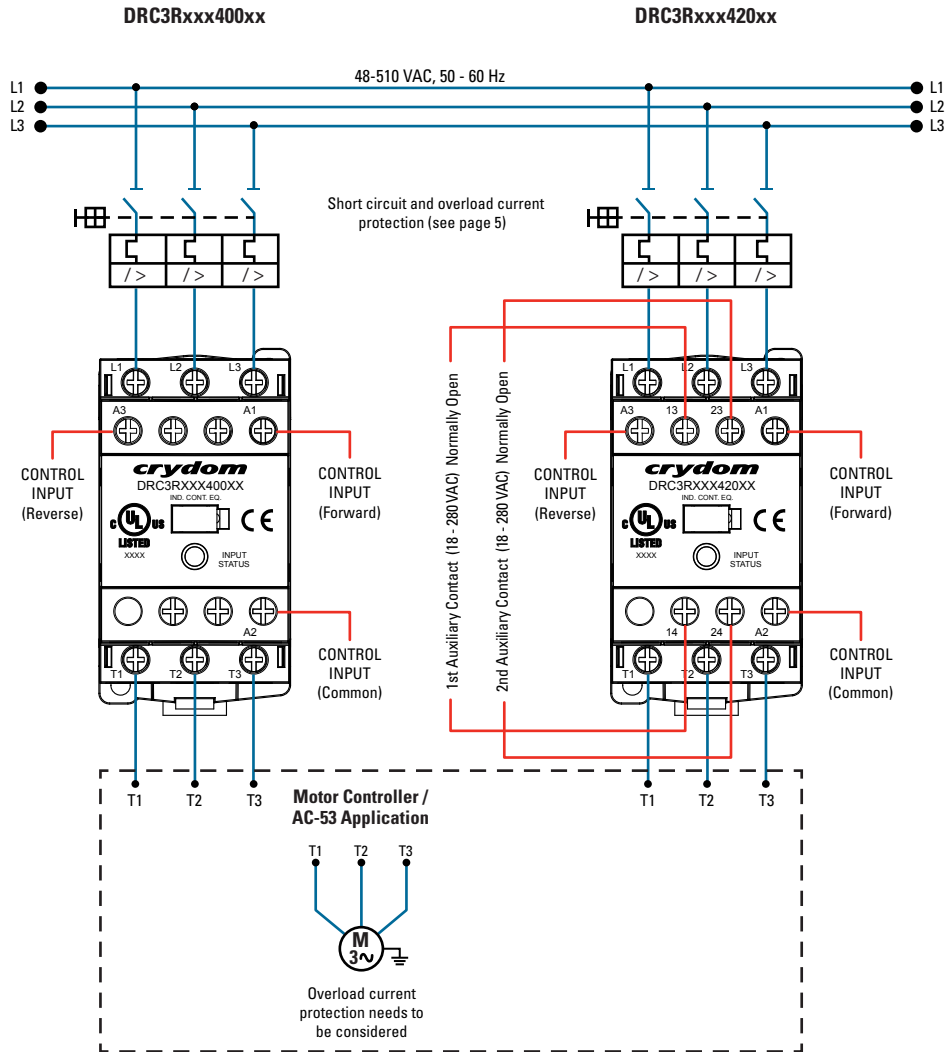 DRC3Rxxx400xx
DRC3Rxxx420xx
48-510 VAC, 50 - 60 Hz
L1
L2
L3
L1
L2
L3
Short circuit and overload current
protection (see page 5)
/ >
/ >
/ >
/ >
/ >
/ >
L1
L2
L3
A3
A1
CONTROL
INPUT
(Reverse)
crydom
DRC3RXXX400XX
IND. CONT. EQ.
C
UL
US
LISTED
XXXX
CE
INPUT
STATUS
CONTROL
INPUT
(Forward)
A2
T1
T2
T3
CONTROL
INPUT
(Common)
1st Auxiliary Contact (18 - 280 VAC) Normally Open
2nd Auxiliary Contact (18 - 280 VAC) Normally Open
L1
L2
L3
A3
13
23
A1
CONTROL
INPUT
(Reverse)
crydom
DRC3RXXX420XX
IND. CONT. EQ.
C
UL
US
LISTED
XXXX
CE
INPUT
STATUS
CONTROL
INPUT
(Forward)
14
24
A2
T1
T2
T3
CONTROL
INPUT
(Common)
T1
T2
T3
T1
T2
T3
Motor Controller /
AC-53 Application
T1
T2
T3
M
3~
Overload current
protection needs to
be considered